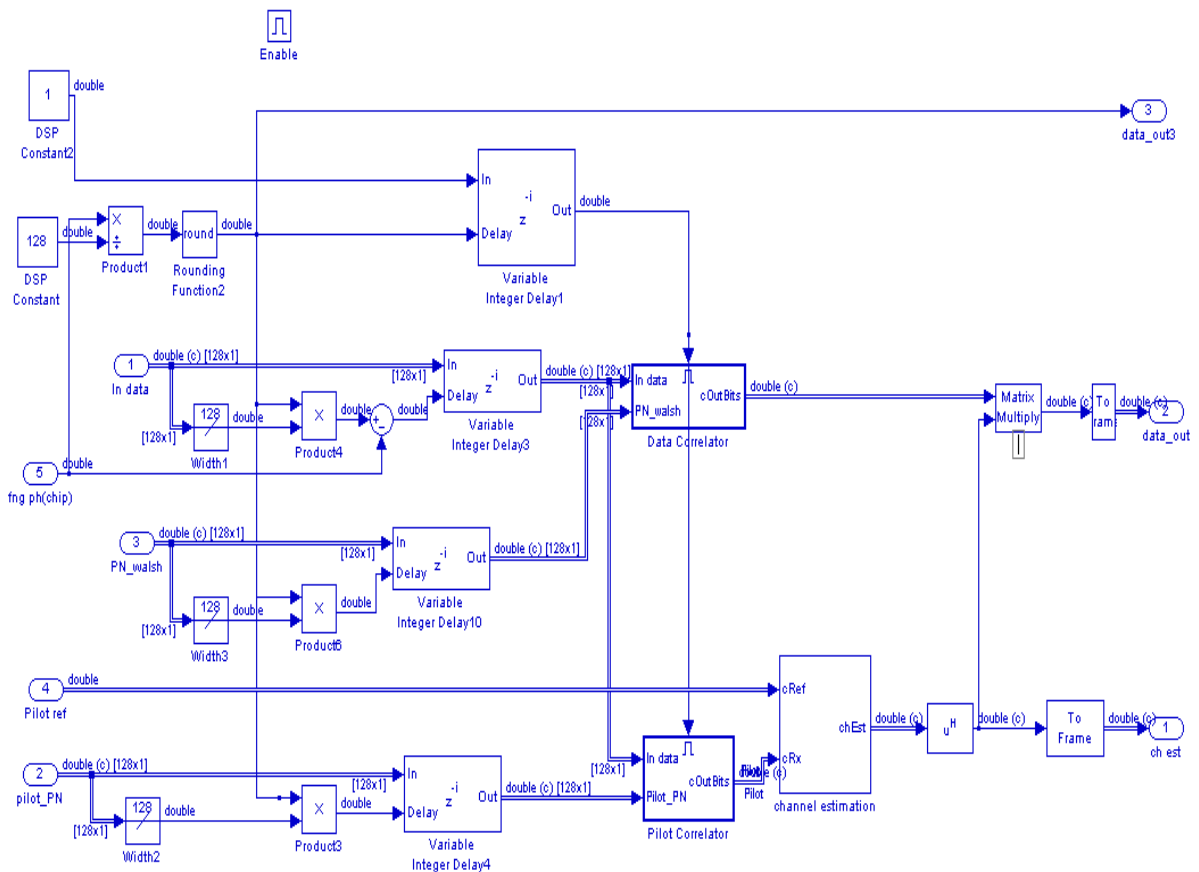 Enable
1
double
DSP
Constant2
3
data_out3
In
-i
z
Out
double
Delay
Variable
Integer Delay1
128
double
DSP
Constant
X
÷
double
Product1
round
double
Rounding
Function2
1
double (c) [128x1]
In data
[128x1]
128
double
Width1
X
double
Product4
+
-
double
[128x1]
In
-i
z
Out
Delay
Variable
Integer Delay3
double (c) [128x1]
[128x1]
In data
PN_walsh
cOutBits
double (c)
Data Correlator
Matrix
Multiply
double (c)
To
double (c)
2
data_out
5
double
fng ph(chip)
3
double (c) [128x1]
PN_walsh
[128x1]
128
double
Width3
X
double
Product6
[128x1]
In
-i
z
Out
Delay
Variable
Integer Delay10
double (c) [128x1]
4
double
Pilot ref
cRef
chEst
cRx
channel estimation
double (c)
uH
double (c)
To
Frame
double (c)
1
ch est
2
double (c) [128x1]
pilot_PN
[128x1]
128
double
Width2
X
double
Product3
[128x1]
In
-i
z
Out
Delay
Variable
Integer Delay4
double (c) [128x1]
[128x1]
In data
Pilot_PN
cOutBits
double (c)
Pilot
Pilot Correlator